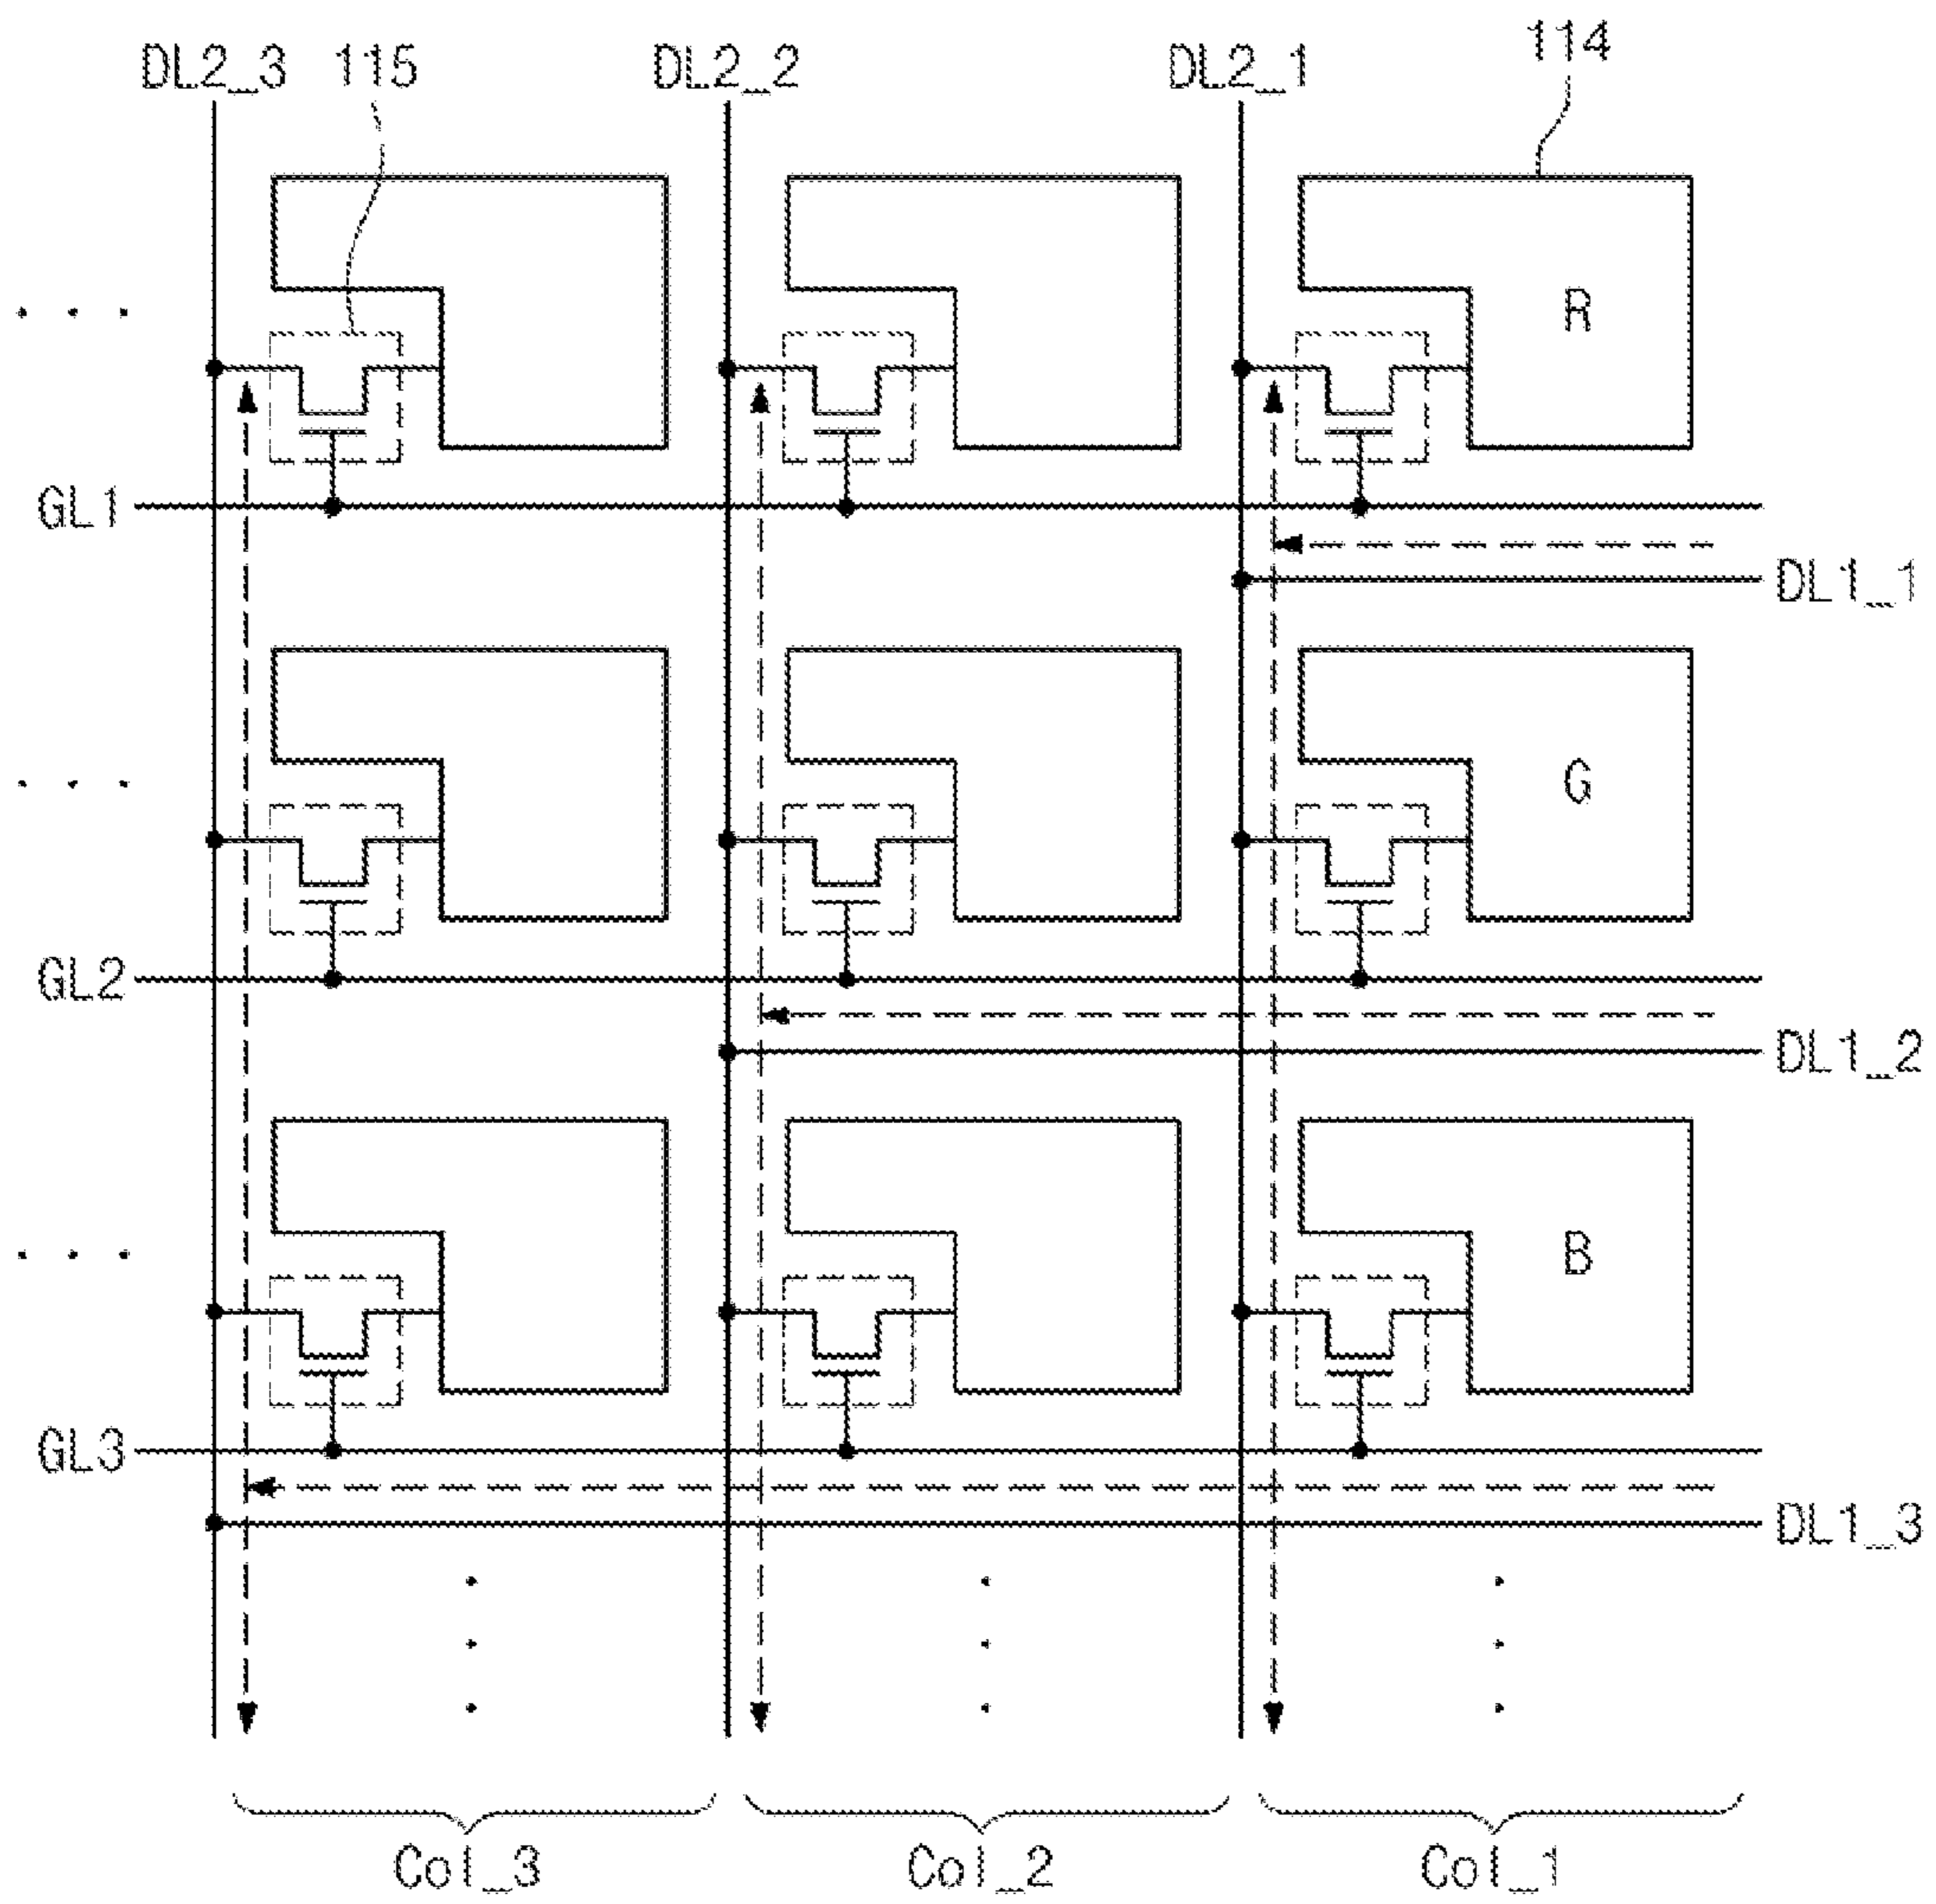 114
DL2_3 115 DL2_2 DL2_1
R
GL1
DL1_1
G
GL2
DL1_2
B
GL3
DL1_3
Col_3 Col_2 Col_1